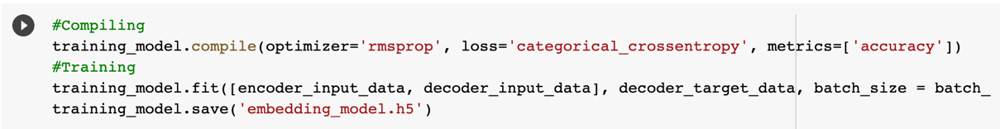 #Compiling
training_model.compile(optimizer='rmsprop', loss='categorical_crossentropy', metrics=['accuracy'])
#Training
training_model.fit([encoder_input_data, decoder_input_data], decoder_target_data, batch_size = batch_
training_model.save('embedding_model.h5')